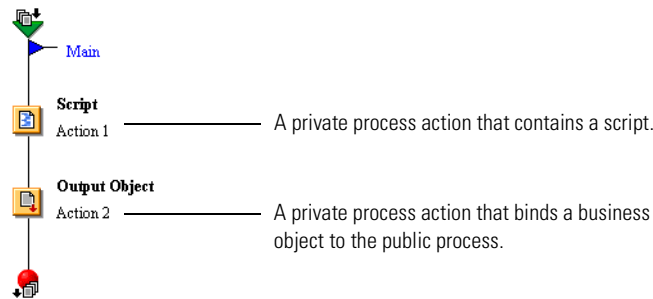 Main
Script
Action 1
A private process action that contains a script.
Output Object
Action 2
A private process action that binds a business
object to the public process.